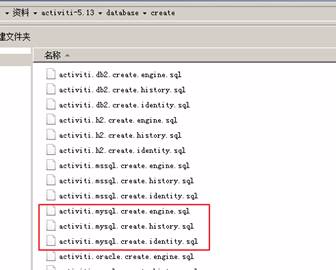 资料 ▸ activiti-5.13 ▸ database ▸ create
建文件夹
名称
activiti.db2.create.engine.sql
activiti.db2.create.history.sql
activiti.db2.create.identity.sql
activiti.h2.create.engine.sql
activiti.h2.create.history.sql
activiti.h2.create.identity.sql
activiti.mssql.create.engine.sql
activiti.mssql.create.history.sql
activiti.mssql.create.identity.sql
activiti.mysql.create.engine.sql
activiti.mysql.create.history.sql
activiti.mysql.create.identity.sql
activiti.oracle.create.engine.sql